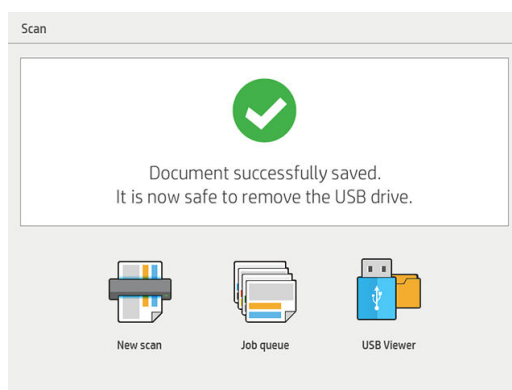 Scan
Document successfully saved.
It is now safe to remove the USB drive.
New scan
Job queue
USB Viewer